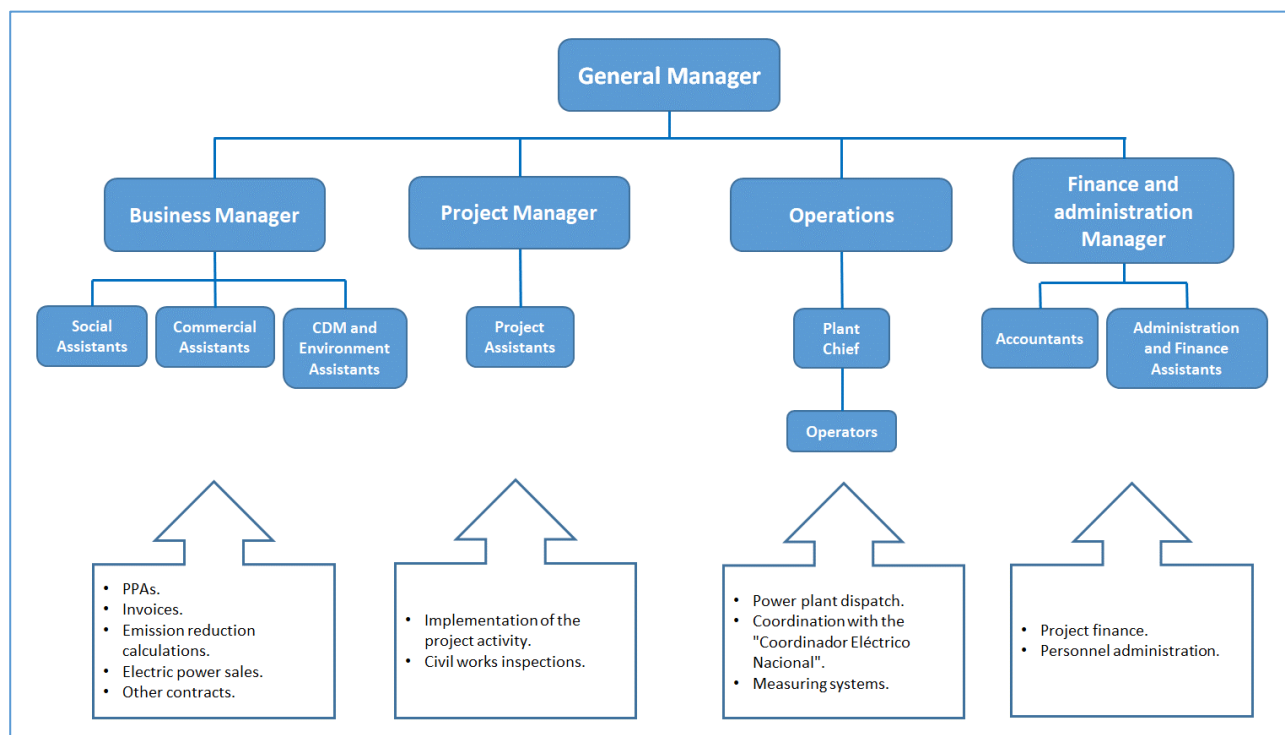 General Manager
Business Manager
Project Manager
Operations
Finance and
administration
Manager
Social
Assistants
Commercial
Assistants
CDM and
Environment
Assistants
Project
Assistants
Plant
Chief
Operators
Accountants
Administration
and Finance
Assistants
• PPAs.
• Invoices.
• Emission reduction
calculations.
• Electric power sales.
• Other contracts.
• Implementation of the
project activity.
• Civil works inspections.
• Power plant dispatch.
• Coordination with the
"Coordinador Eléctrico
Nacional".
• Measuring systems.
• Project finance.
• Personnel administration.